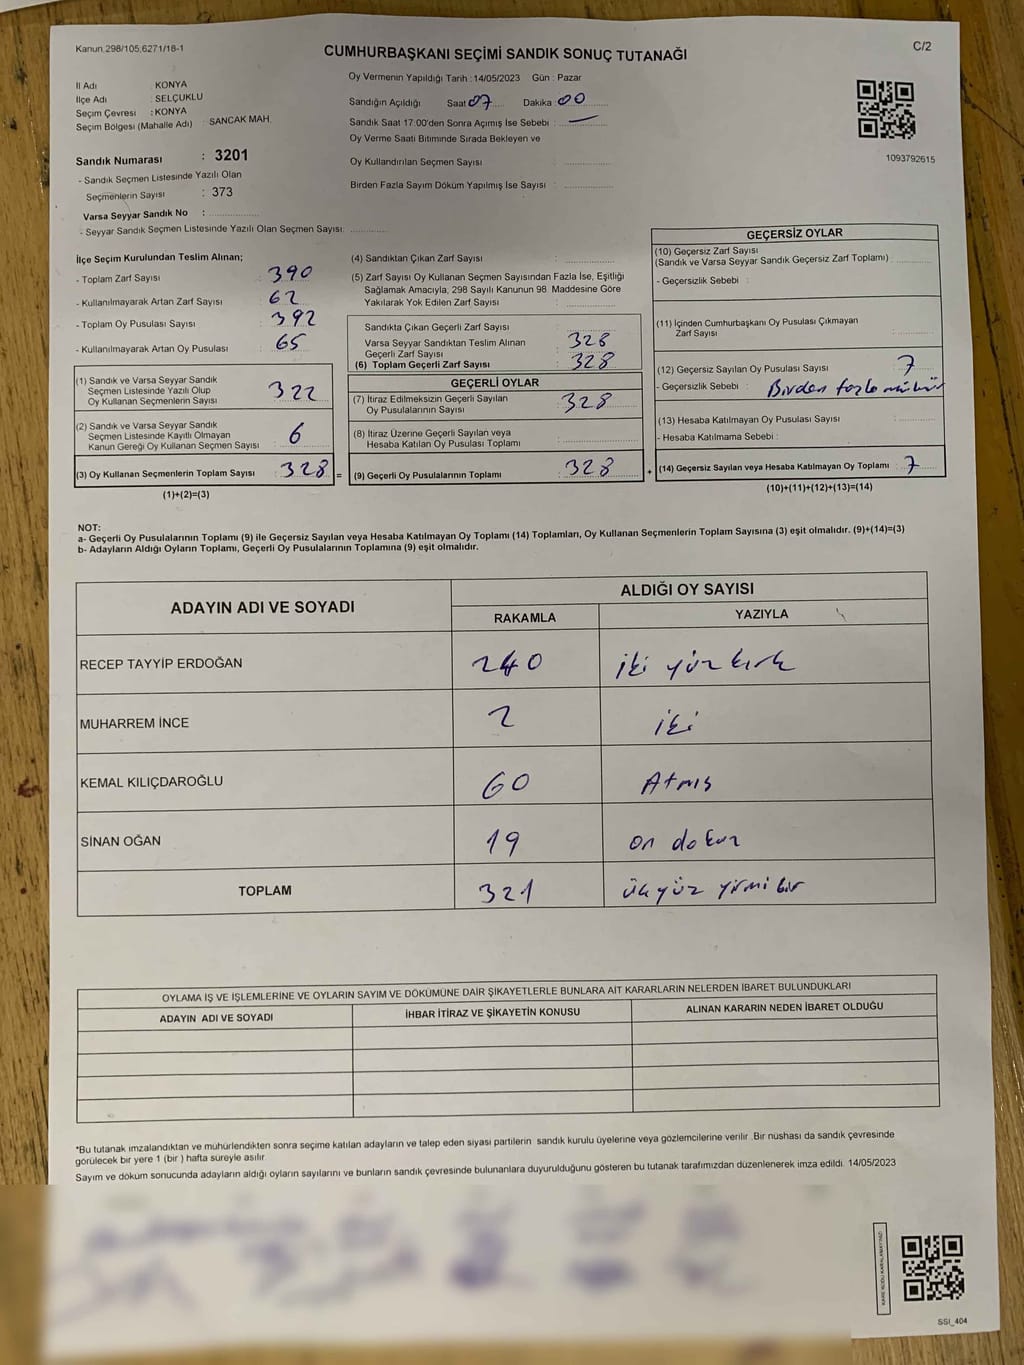 Kanun 298/105,6271/18-1
C/2
CUMHURBAŞKANI SEÇİMİ SANDIK SONUÇ TUTANAĞI
İl Adı KONYA
İlçe Adı : SELÇUKLU
Seçim Çevresi : KONYA
Seçim Bölgesi (Mahalle Adı) : SANCAK MAH.
Sandık Numarası : 3201
- Sandık Seçmen Listesinde Yazılı Olan
Seçmenlerin Sayısı : 373
Varsa Seyyar Sandık No :
- Seyyar Sandık Seçmen Listesinde Yazılı Olan Seçmen Sayısı:
Oy Vermenin Yapıldığı Tarih : 14/05/2023 Gün : Pazar
Sandığın Açıldığı Saat 07 Dakika 00
Sandık Saat 17:00'den Sonra Açımış İse Sebebi : —
Oy Verme Saati Bitiminde Sırada Bekleyen ve
Oy Kullandırılan Seçmen Sayısı :
Birden Fazla Sayım Döküm Yapılmış İse Sayısı :
1093792615
İlçe Seçim Kurulundan Teslim Alınan;
- Toplam Zarf Sayısı : 390
- Kullanılmayarak Artan Zarf Sayısı : 62
- Toplam Oy Pusulası Sayısı : 392
- Kullanılmayarak Artan Oy Pusulası : 65
(1) Sandık ve Varsa Seyyar Sandık
Seçmen Listesinde Yazılı Olup
Oy Kullanan Seçmenlerin Sayısı : 322
(2) Sandık ve Varsa Seyyar Sandık
Seçmen Listesinde Kayıtlı Olmayan
Kanun Gereği Oy Kullanan Seçmen Sayısı : 6
(3) Oy Kullanan Seçmenlerin Toplam Sayısı : 328 =
(1)+(2)=(3)
(4) Sandıktan Çıkan Zarf Sayısı :
(5) Zarf Sayısı Oy Kullanan Seçmen Sayısından Fazla İse, Eşitliği
Sağlamak Amacıyla, 298 Sayılı Kanunun 98. Maddesine Göre
Yakılarak Yok Edilen Zarf Sayısı :
Sandıkta Çıkan Geçerli Zarf Sayısı :
Varsa Seyyar Sandıktan Teslim Alınan
Geçerli Zarf Sayısı : 328
(6) Toplam Geçerli Zarf Sayısı : 328
GEÇERLİ OYLAR
(7) İtiraz Edilmeksizin Geçerli Sayılan
Oy Pusulalarının Sayısı : 328
(8) İtiraz Üzerine Geçerli Sayılan veya
Hesaba Katılan Oy Pusulası Toplamı :
(9) Geçerli Oy Pusulalarının Toplamı : 328 +
GEÇERSİZ OYLAR
(10) Geçersiz Zarf Sayısı
(Sandık ve Varsa Seyyar Sandık Geçersiz Zarf Toplamı) :
- Geçersizlik Sebebi :
(11) İçinden Cumhurbaşkanı Oy Pusulası Çıkmayan
Zarf Sayısı :
(12) Geçersiz Sayılan Oy Pusulası Sayısı : 7
- Geçersizlik Sebebi : Birden fazla mühür
(13) Hesaba Katılmayan Oy Pusulası Sayısı :
- Hesaba Katılmama Sebebi :
(14) Geçersiz Sayılan veya Hesaba Katılmayan Oy Toplamı : 7
(10)+(11)+(12)+(13)=(14)
NOT:
a- Geçerli Oy Pusulalarının Toplamı (9) ile Geçersiz Sayılan veya Hesaba Katılmayan Oy Toplamı (14) Toplamları, Oy Kullanan Seçmenlerin Toplam Sayısına (3) eşit olmalıdır. (9)+(14)=(3)
b- Adayların Aldığı Oyların Toplamı, Geçerli Oy Pusulalarının Toplamına (9) eşit olmalıdır.
ADAYIN ADI VE SOYADI
ALDIĞI OY SAYISI
RAKAMLA YAZIYLA
RECEP TAYYİP ERDOĞAN 240 iki yüz kırk
MUHARREM İNCE 2 iki
KEMAL KILIÇDAROĞLU 60 Atmış
SİNAN OĞAN 19 on dokuz
TOPLAM 321 üç yüz yirmi bir
OYLAMA İŞ VE İŞLEMLERİNE VE OYLARIN SAYIM VE DÖKÜMÜNE DAİR ŞİKAYETLERLE BUNLARA AİT KARARLARIN NELERDEN İBARET BULUNDUKLARI
ADAYIN ADI VE SOYADI İHBAR İTİRAZ VE ŞİKAYETİN KONUSU ALINAN KARARIN NEDEN İBARET OLDUĞU
*Bu tutanak imzalandıktan ve mühürlendikten sonra seçime katılan adayların ve talep eden siyasi partilerin sandık kurulu üyelerine veya gözlemcilerine verilir. Bir nüshası da sandık çevresinde
görülecek bir yere 1 (bir ) hafta süreyle asılır.
Sayım ve döküm sonucunda adayların aldığı oyların sayılarını ve bunların sandık çevresinde bulunanlara duyurulduğunu gösteren bu tutanak tarafımızdan düzenlenerek imza edildi. 14/05/2023
KARE KODU KARALAMAYINIZ!
SSI_404